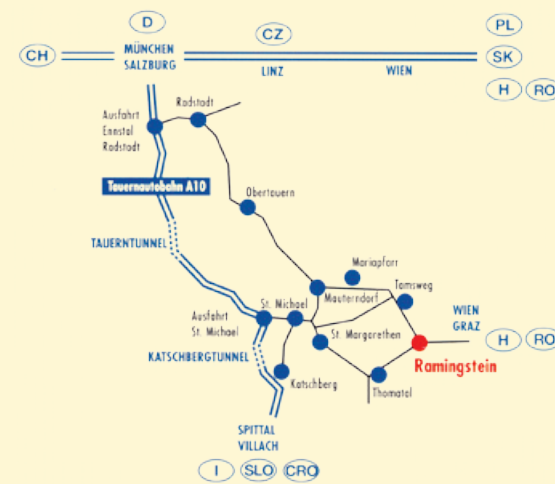 D
CZ
PL
CH
MÜNCHEN
SALZBURG
LINZ
WIEN
SK
H
RO
Ausfahrt
Ennstal
Radstadt
Radstadt
Tauernautobahn A10
Obertauern
TAUERNTUNNEL
Mariapfarr
Mauterndorf
Tamsweg
St. Michael
Ausfahrt
St. Michael
St. Margarethen
WIEN
GRAZ
H
RO
KATSCHBERGTUNNEL
Ramingstein
Katschberg
Thomatal
SPITTAL
VILLACH
I
SLO
CRO